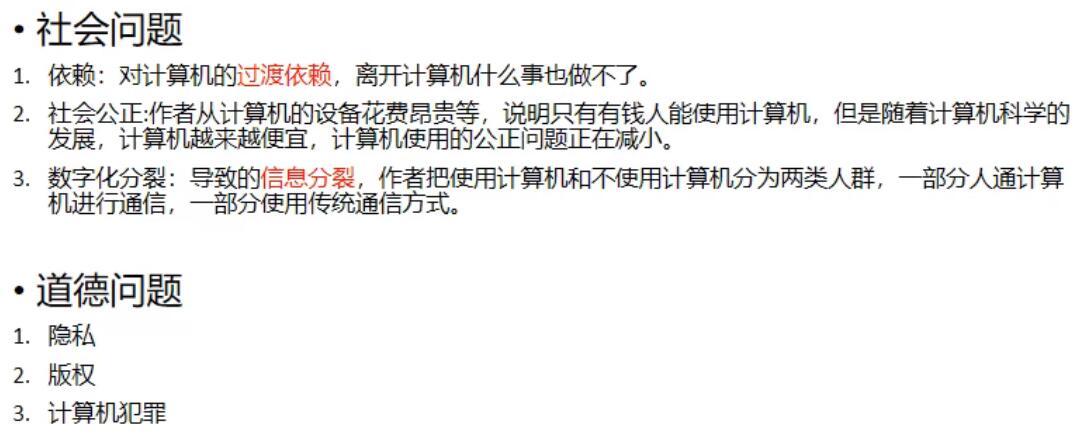 • 社会问题
1. 依赖：对计算机的过渡依赖，离开计算机什么事也做不了。
2. 社会公正:作者从计算机的设备花费昂贵等，说明只有有钱人能使用计算机，但是随着计算机科学的
发展，计算机越来越便宜，计算机使用的公正问题正在减小。
3. 数字化分裂：导致的信息分裂，作者把使用计算机和不使用计算机分为两类人群，一部分人通计算
机进行通信，一部分使用传统通信方式。
• 道德问题
1. 隐私
2. 版权
3. 计算机犯罪